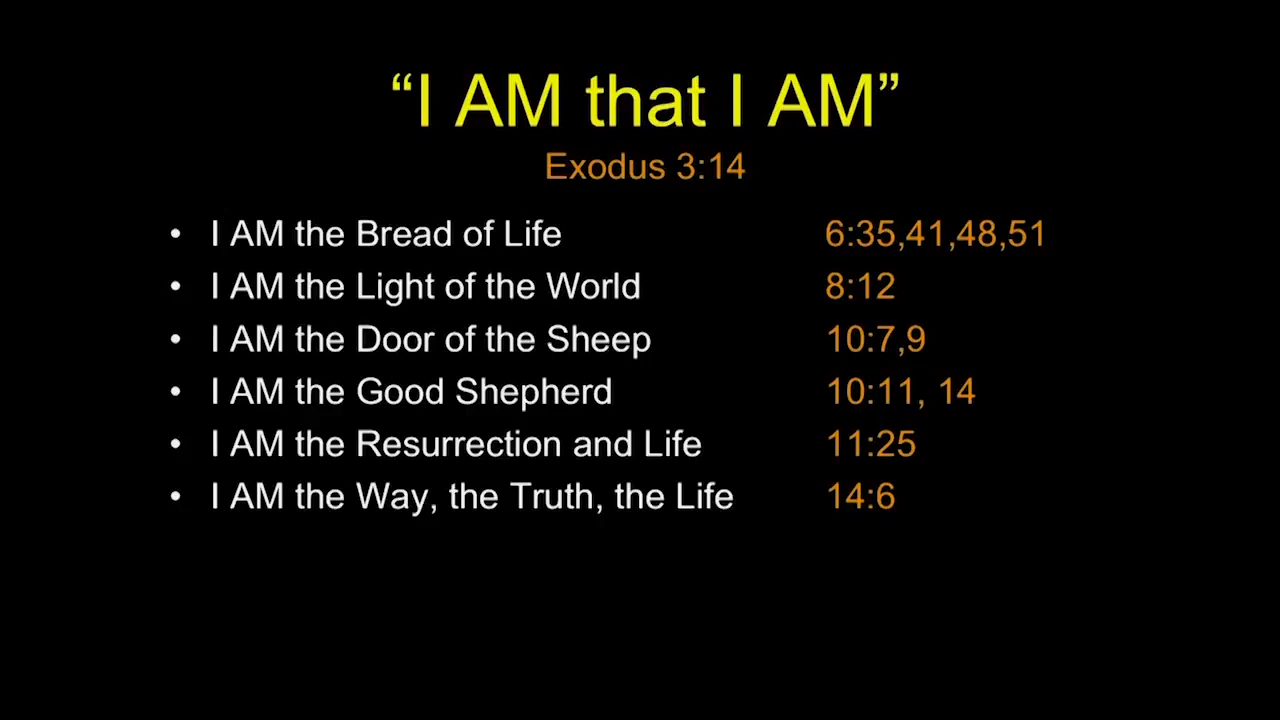 “I AM that I AM”
Exodus 3:14
• I AM the Bread of Life 6:35,41,48,51
• I AM the Light of the World 8:12
• I AM the Door of the Sheep 10:7,9
• I AM the Good Shepherd 10:11, 14
• I AM the Resurrection and Life 11:25
• I AM the Way, the Truth, the Life 14:6